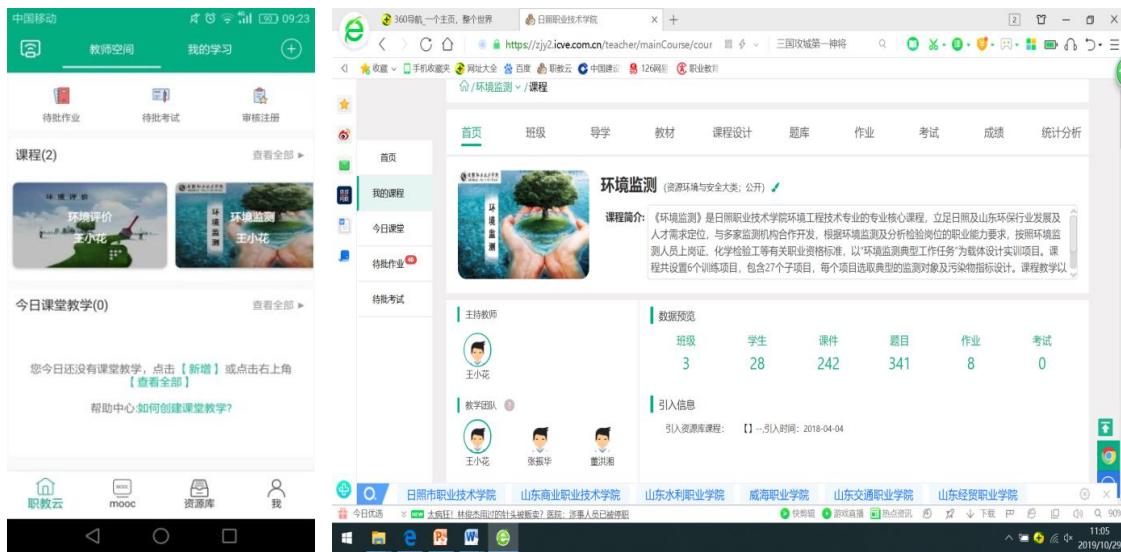 中国移动 90 09:23
教师空间 我的学习
待批作业 待批考试 审核注册
课程(2) 查看全部 ▶
环境评价
环境评价
王小花
环境监测
环境监测
王小花
今日课堂教学(0) 查看全部 ▶
您今日还没有课堂教学，点击【 新增 】或点击右上角
【 查看全部 】
帮助中心:如何创建课堂教学?
职教云 mooc 资源库 我
360导航_一个主页，整个世界 日照职业技术学院 × + 2
https://zjy2.icve.com.cn/teacher/mainCourse/cour 三国攻城第一神将
收藏 手机收藏夹 网址大全 百度 职教云 中国建设 126网易 职业教育
/环境监测 /课程
首页 班级 导学 教材 课程设计 题库 作业 考试 成绩 统计分析
首页
我的课程
今日课堂
待批作业 40
待批考试
环境监测
环境监测 (资源环境与安全大类; 公开)
课程简介: 《环境监测》是日照职业技术学院环境工程技术专业的专业核心课程，立足日照及山东环保行业发展及
人才需求定位，与多家监测机构合作开发，根据环境监测及分析检验岗位的职业能力要求，按照环境监
测人员上岗证、化学检验工等有关职业资格标准，以“环境监测典型工作任务”为载体设计实训项目。课
程共设置6个训练项目，包含27个子项目，每个项目选取典型的监测对象及污染物指标设计。课程教学以
主持教师
王小花
教学团队
王小花 张振华 董洪湘
数据预览
班级 学生 课件 题目 作业 考试
3 28 242 341 8 0
引入信息
引入资源库课程: 【】--,引入时间: 2018-04-04
日照市职业技术学院 山东商业职业技术学院 山东水利职业学院 威海职业学院 山东交通职业学院 山东经贸职业学院
今日优选 太疯狂! 林俊杰用过的针头被贩卖? 医院: 涉事人员已被停职 快剪辑 游戏直播 热点资讯 下载 90%
11:05
2019/10/29